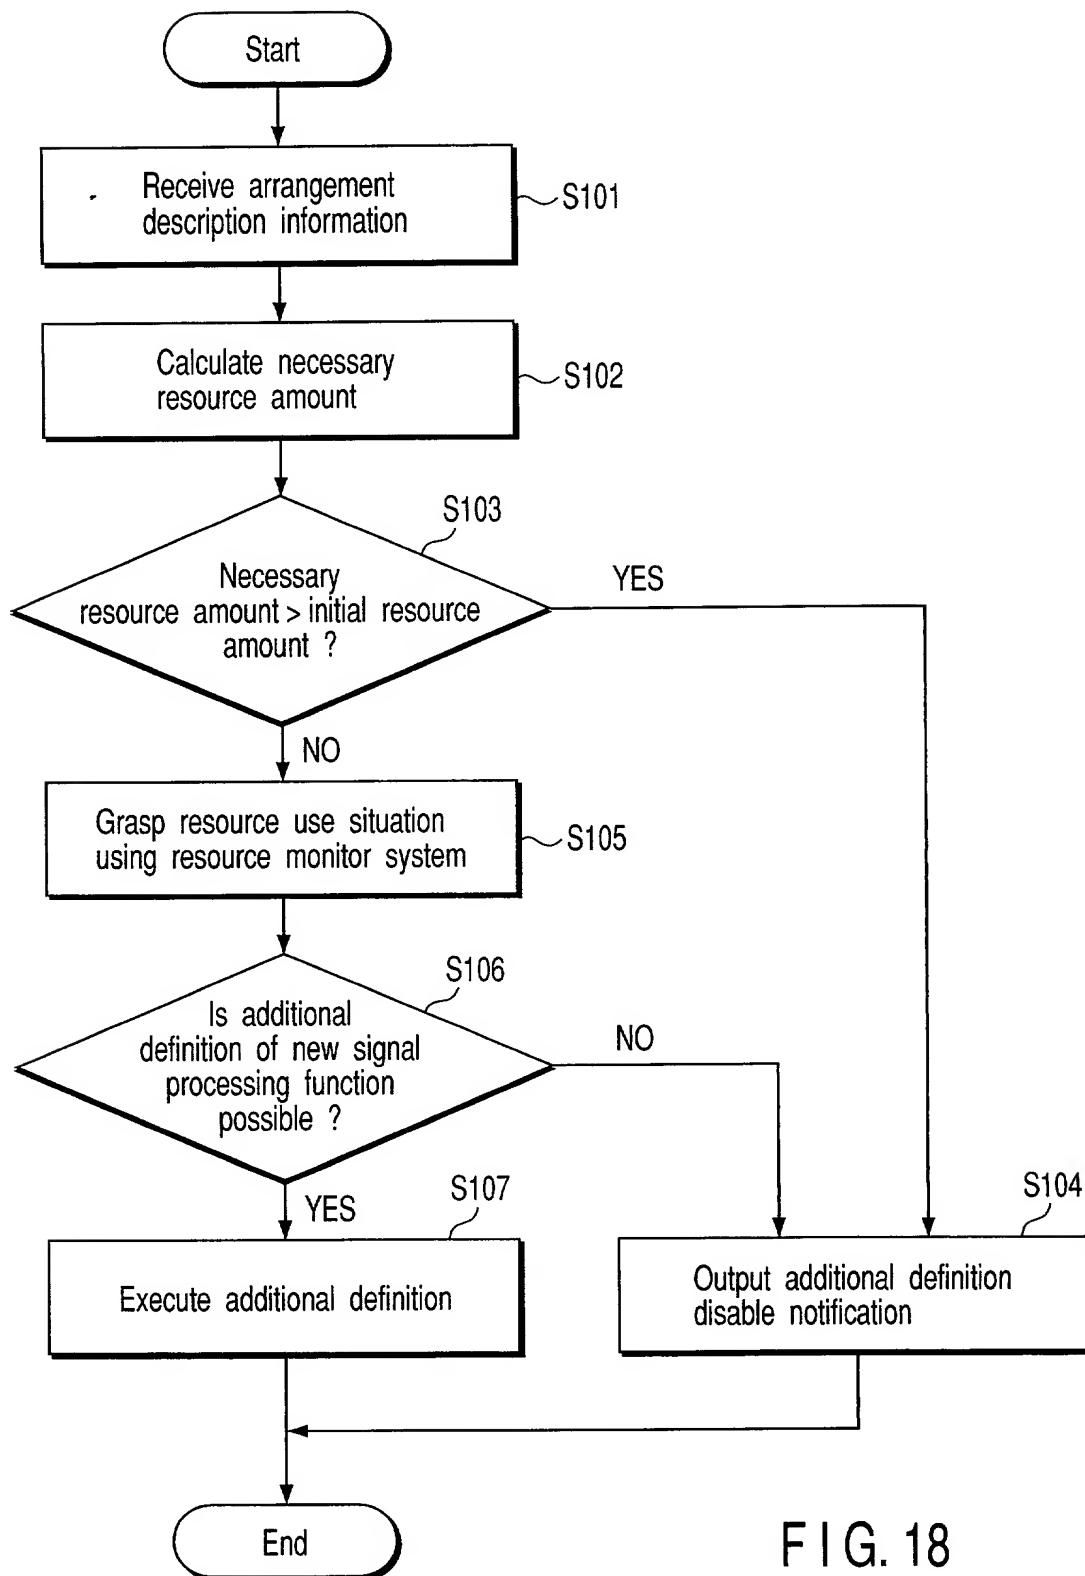 Start
Receive arrangement
description information
S101
Calculate necessary
resource amount
S102
S103
Necessary
resource amount > initial resource
amount ?
YES
NO
Grasp resource use situation
using resource monitor system
S105
S106
Is additional
definition of new signal
processing function
possible ?
NO
YES
S107
Execute additional definition
S104
Output additional definition
disable notification
End
FIG. 18